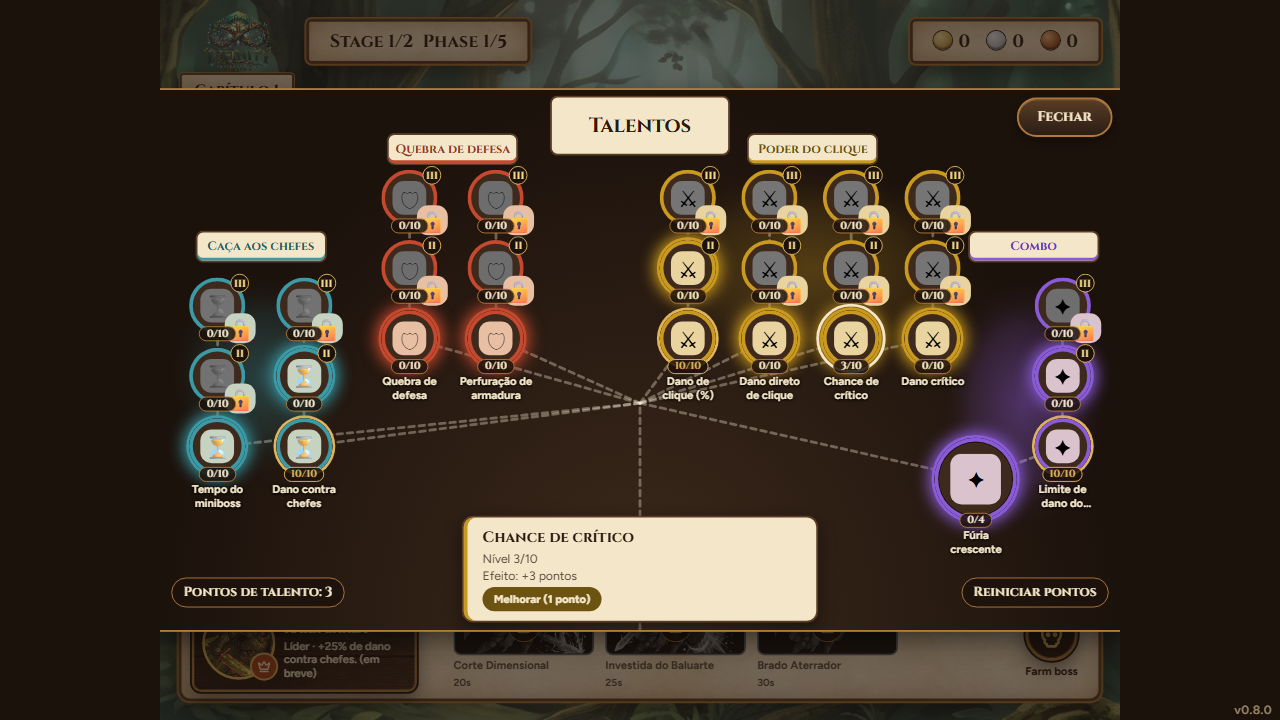 Stage 1/2 Phase 1/5
0 0 0
Capítulo 1
Talentos
Fechar
Quebra de defesa
Poder do clique
III III III III III III
0/10 0/10 0/10 0/10 0/10 0/10
Caça aos chefes
Combo
II II II II II II
0/10 0/10 0/10 0/10 0/10 0/10
III III III
0/10 0/10 0/10
0/10 0/10 10/10 0/10 3/10 0/10
Quebra de defesa
Perfuração de armadura
Dano de clique (%)
Dano direto de clique
Chance de crítico
Dano crítico
II II II
0/10 0/10 0/10
0/10 10/10 10/10
Tempo do miniboss
Dano contra chefes
Limite de dano do...
0/4
Fúria crescente
Chance de crítico
Nível 3/10
Efeito: +3 pontos
Melhorar (1 ponto)
Pontos de talento: 3
Reiniciar pontos
Líder · +25% de dano
contra chefes. (em
breve)
Corte Dimensional
20s
Investida do Baluarte
25s
Brado Aterrador
30s
Farm boss
v0.8.0